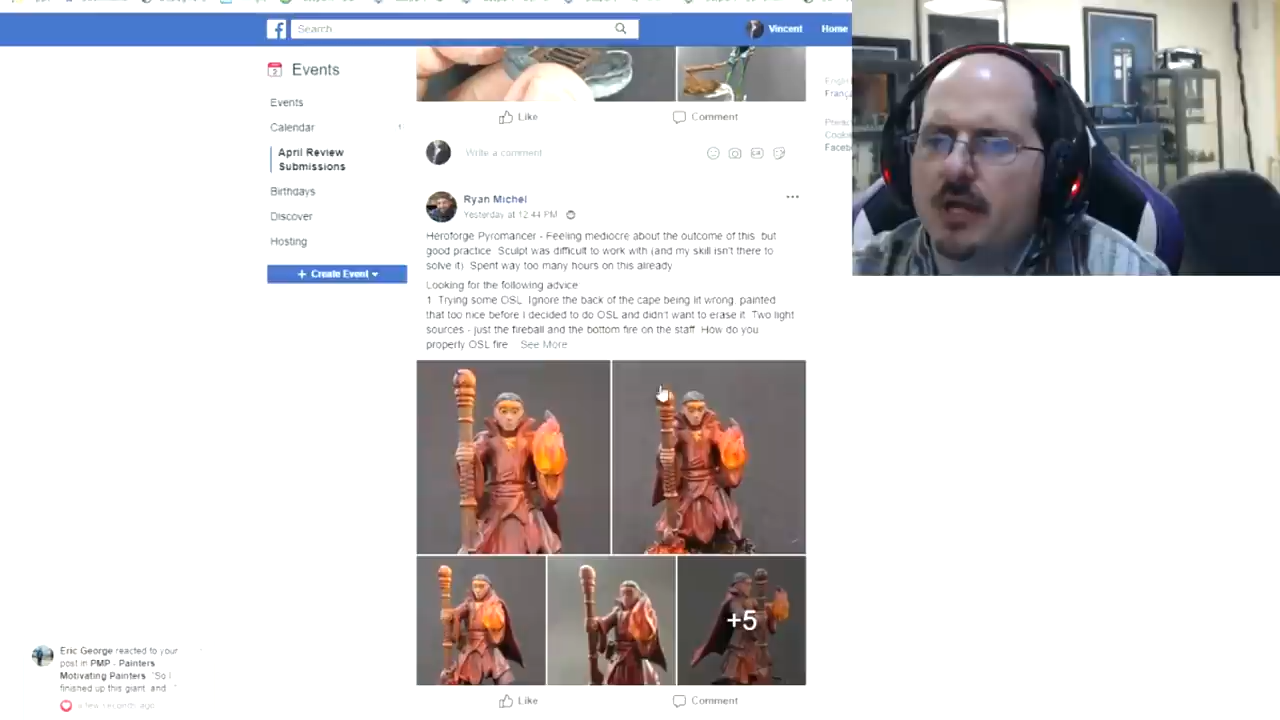 Search
Vincent
Home
Events
Events
Calendar
1
April Review
Submissions
Birthdays
Discover
Hosting
+ Create Event
Like
Comment
Write a comment
Ryan Michel
Yesterday at 12:44 PM
Heroforge Pyromancer - Feeling mediocre about the outcome of this but
good practice Sculpt was difficult to work with (and my skill isn't there to
solve it) Spent way too many hours on this already
Looking for the following advice
1 Trying some OSL Ignore the back of the cape being lit wrong, painted
that too nice before I decided to do OSL and didn't want to erase it Two light
sources - just the fireball and the bottom fire on the staff How do you
properly OSL fire See More
+5
Like
Comment
Eric George reacted to your
post in PMP - Painters
Motivating Painters "So I
finished up this giant and
a few seconds ago